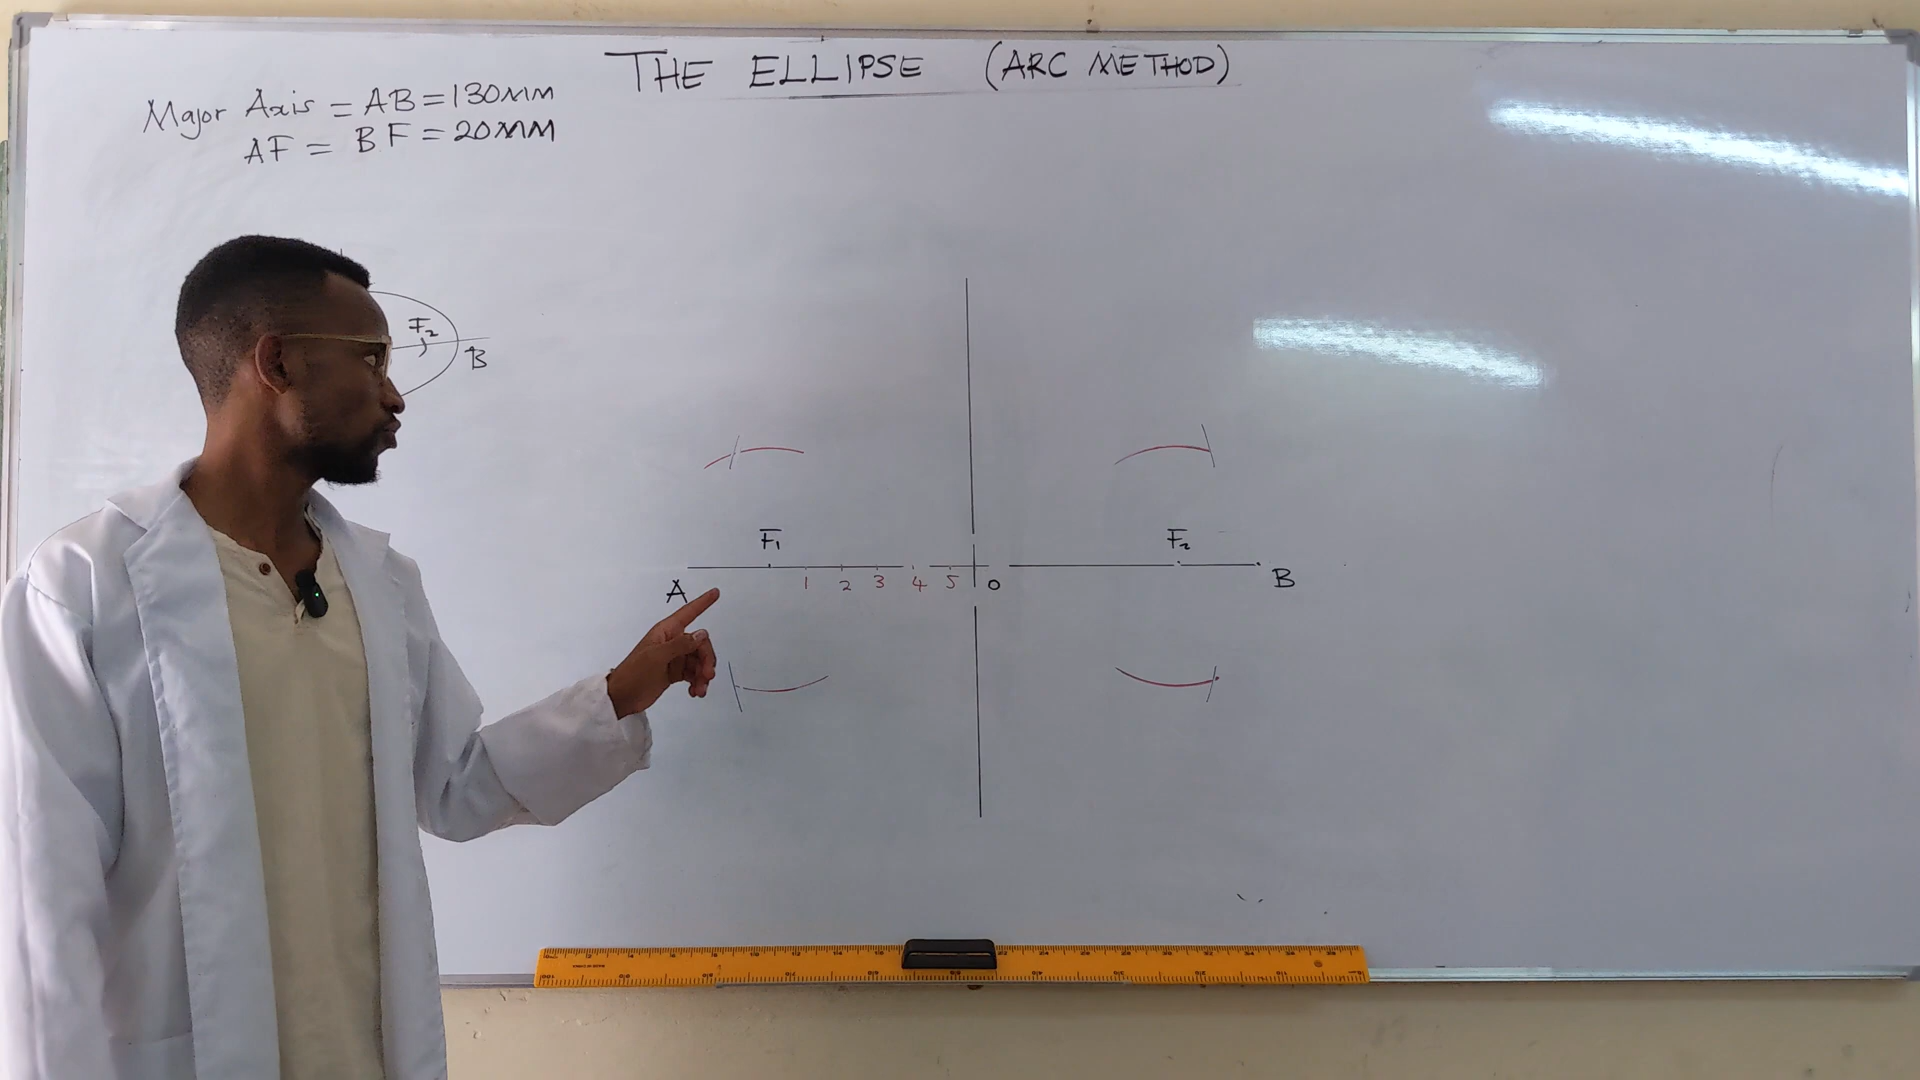 THE ELLIPSE (ARC METHOD)
Major Axis = AB = 130MM
AF = BF = 20MM
F2
B
F1
F2
A
1 2 3 4 5
O
B